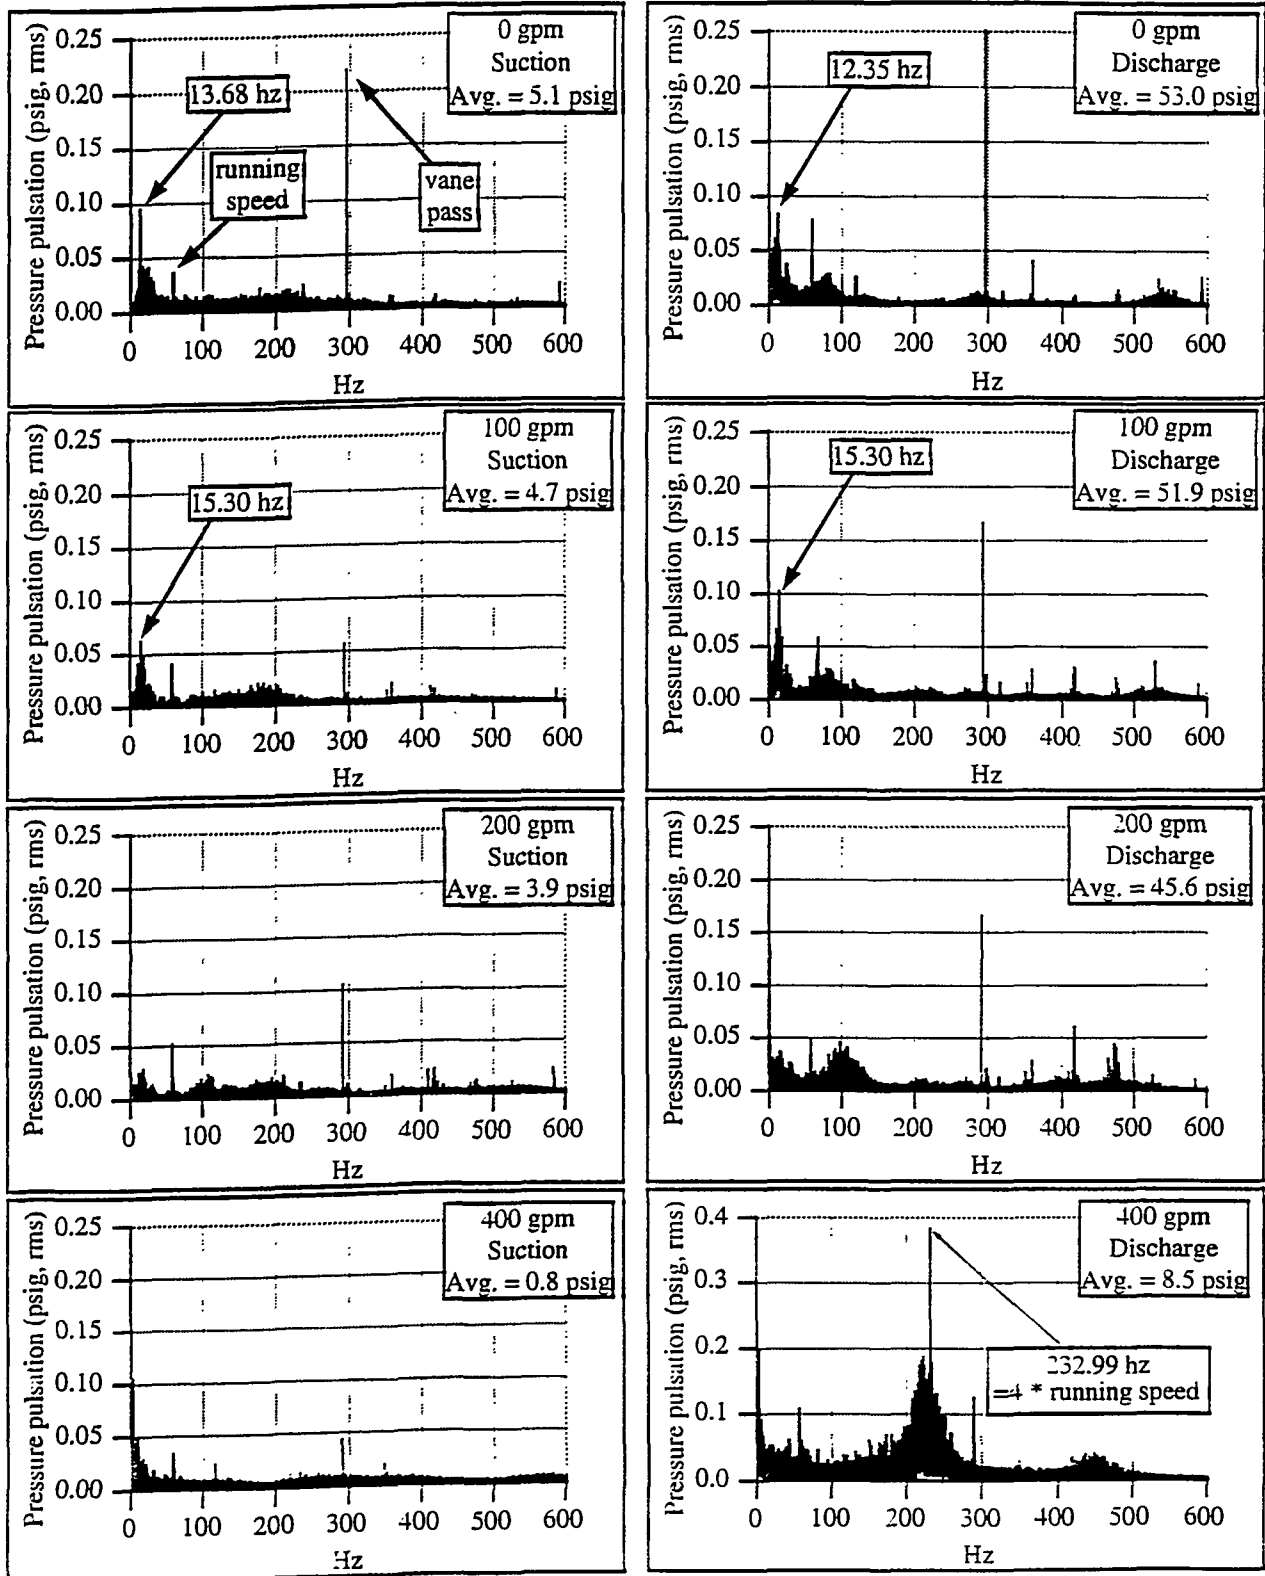 Pressure pulsation (psig, rms)
0.25
0.20
0.15
0.10
0.05
0.00
0 100 200 300 400 500 600
Hz
0 gpm
Suction
Avg. = 5.1 psig
13.68 hz
running
speed
vane
pass
Pressure pulsation (psig, rms)
0.25
0.20
0.15
0.10
0.05
0.00
0 100 200 300 400 500 600
Hz
0 gpm
Discharge
Avg. = 53.0 psig
12.35 hz
Pressure pulsation (psig, rms)
0.25
0.20
0.15
0.10
0.05
0.00
0 100 200 300 400 500 600
Hz
100 gpm
Suction
Avg. = 4.7 psig
15.30 hz
Pressure pulsation (psig, rms)
0.25
0.20
0.15
0.10
0.05
0.00
0 100 200 300 400 500 600
Hz
100 gpm
Discharge
Avg. = 51.9 psig
15.30 hz
Pressure pulsation (psig, rms)
0.25
0.20
0.15
0.10
0.05
0.00
0 100 200 300 400 500 600
Hz
200 gpm
Suction
Avg. = 3.9 psig
Pressure pulsation (psig, rms)
0.25
0.20
0.15
0.10
0.05
0.00
0 100 200 300 400 500 600
Hz
200 gpm
Discharge
Avg. = 45.6 psig
Pressure pulsation (psig, rms)
0.25
0.20
0.15
0.10
0.05
0.00
0 100 200 300 400 500 600
Hz
400 gpm
Suction
Avg. = 0.8 psig
Pressure pulsation (psig, rms)
0.4
0.3
0.2
0.1
0.0
0 100 200 300 400 500 600
Hz
400 gpm
Discharge
Avg. = 8.5 psig
232.99 hz
=4 * running speed